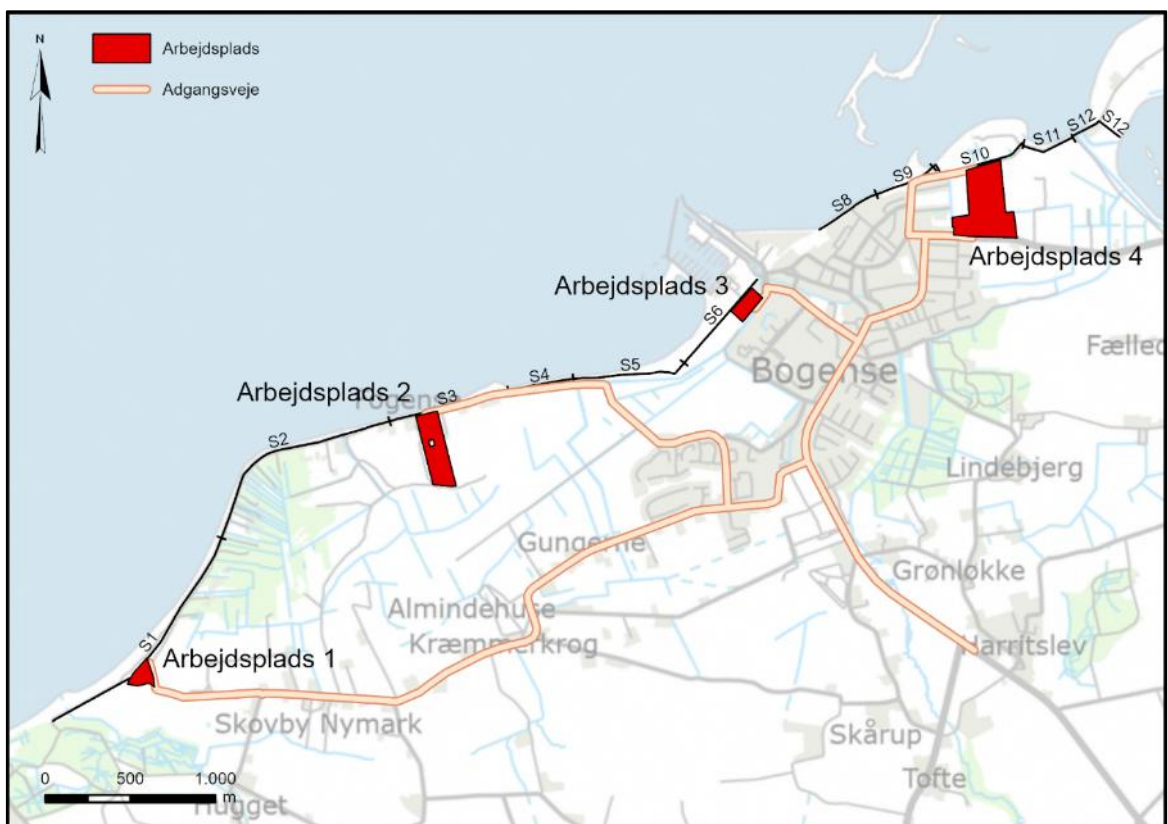 N
Arbejdsplads
Adgangsveje
S12
S12
S11
S10
S9
S8
Arbejdsplads 4
Arbejdsplads 3
S6
Fælled
Bogense
S5
S4
S3
Arbejdsplads 2
S2
Lindebjerg
Gungerne
Grønløkke
Almindehuse
Kræmmerkrog
Harritslev
S1
Arbejdsplads 1
Skovby Nymark
Skårup
Tofte
0 500 1.000
m